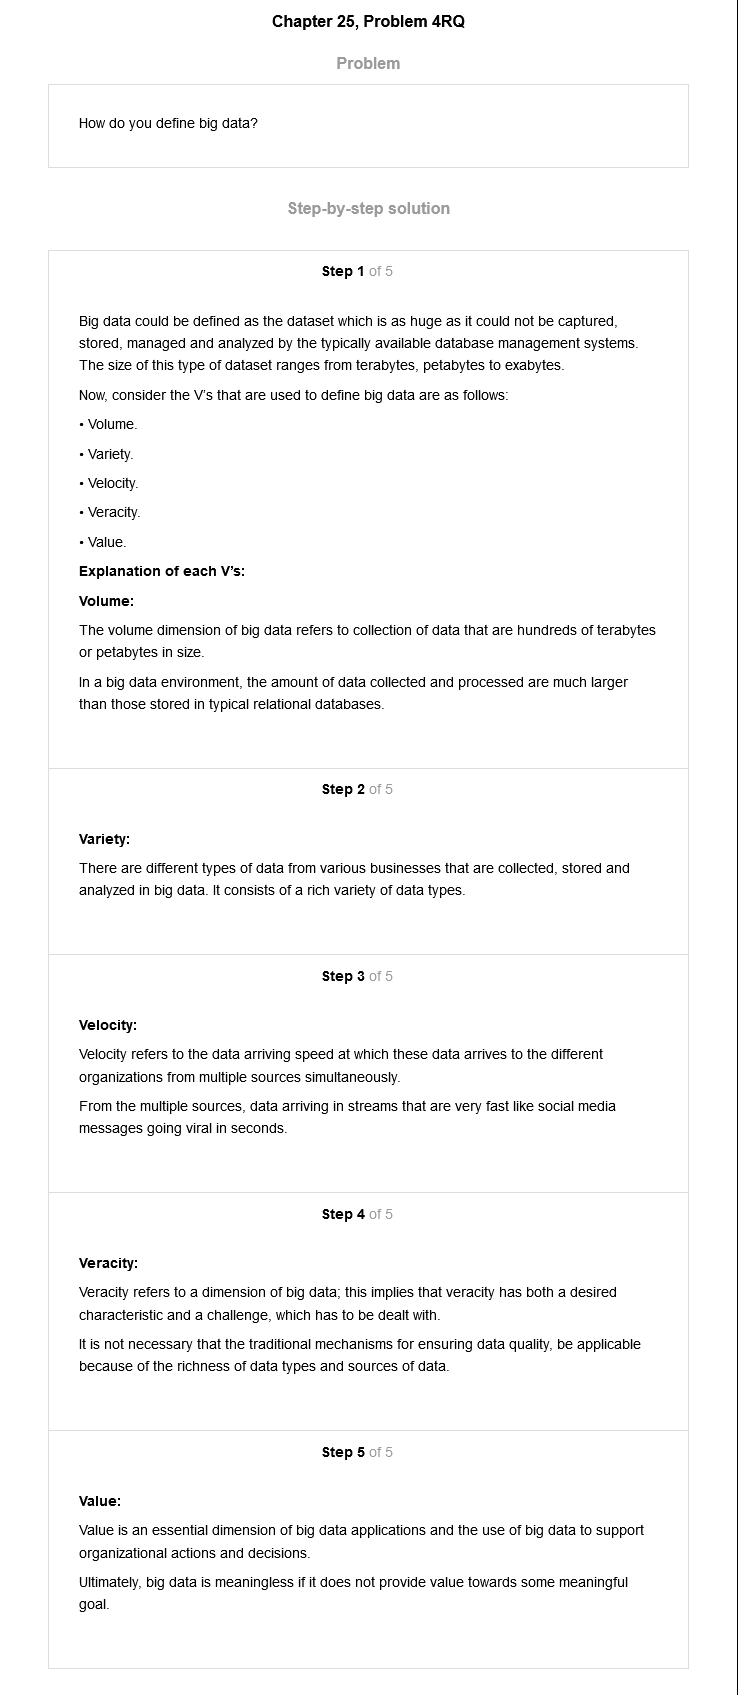 Chapter 25, Problem 4RQ
Problem
How do you define big data?
Step-by-step solution
Step 1 of 5
Big data could be defined as the dataset which is as huge as it could not be captured,
stored, managed and analyzed by the typically available database management systems.
The size of this type of dataset ranges from terabytes, petabytes to exabytes.
Now, consider the V's that are used to define big data are as follows:
• Volume.
• Variety.
• Velocity.
• Veracity.
• Value.
Explanation of each V's:
Volume:
The volume dimension of big data refers to collection of data that are hundreds of terabytes
or petabytes in size.
In a big data environment, the amount of data collected and processed are much larger
than those stored in typical relational databases.
Step 2 of 5
Variety:
There are different types of data from various businesses that are collected, stored and
analyzed in big data. It consists of a rich variety of data types.
Step 3 of 5
Velocity:
Velocity refers to the data arriving speed at which these data arrives to the different
organizations from multiple sources simultaneously.
From the multiple sources, data arriving in streams that are very fast like social media
messages going viral in seconds.
Step 4 of 5
Veracity:
Veracity refers to a dimension of big data; this implies that veracity has both a desired
characteristic and a challenge, which has to be dealt with.
It is not necessary that the traditional mechanisms for ensuring data quality, be applicable
because of the richness of data types and sources of data.
Step 5 of 5
Value:
Value is an essential dimension of big data applications and the use of big data to support
organizational actions and decisions.
Ultimately, big data is meaningless if it does not provide value towards some meaningful
goal.